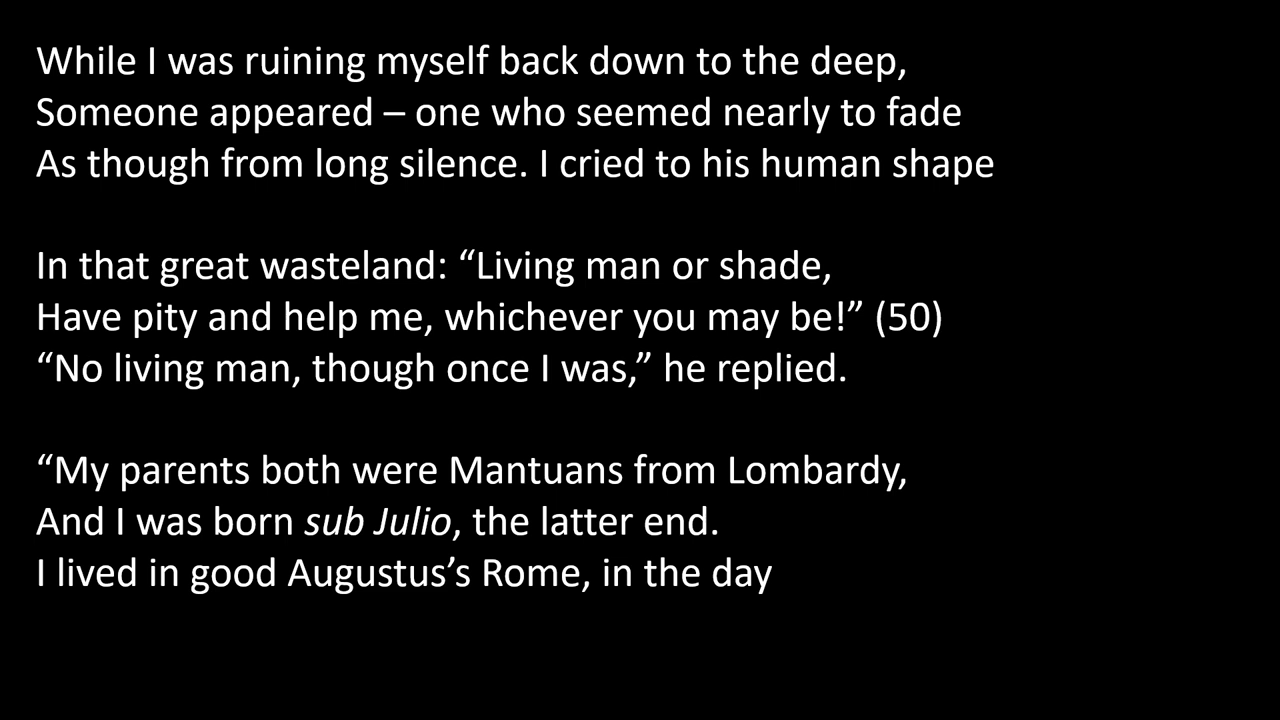 While I was ruining myself back down to the deep,
Someone appeared – one who seemed nearly to fade
As though from long silence. I cried to his human shape
In that great wasteland: “Living man or shade,
Have pity and help me, whichever you may be!” (50)
“No living man, though once I was,” he replied.
“My parents both were Mantuans from Lombardy,
And I was born sub Julio, the latter end.
I lived in good Augustus’s Rome, in the day